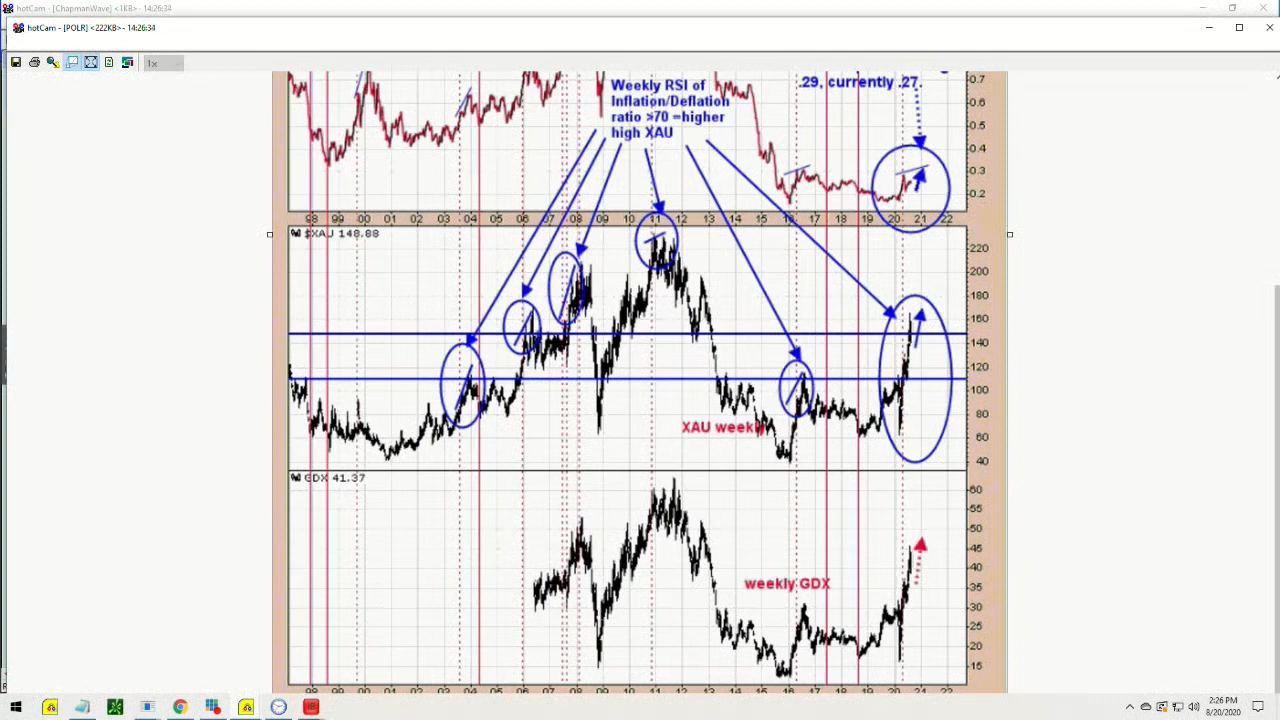 hotCam - [ChapmanWave] <1KB> - 14:26:34
hotCam - [POLR] <222KB> - 14:26:34
1x
Weekly RSI of
Inflation/Deflation
ratio >70 =higher
high XAU
.29, currently .27.
0.7
0.6
0.5
0.4
0.3
0.2
98 99 00 01 02 03 04 05 06 07 08 09 10 11 12 13 14 15 16 17 18 19 20 21 22
$XAU 148.88
220
200
180
160
140
120
100
80
60
40
XAU weekly
GDX 41.37
60
55
50
45
40
35
30
25
20
15
weekly GDX
98 99 00 01 02 03 04 05 06 07 08 09 10 11 12 13 14 15 16 17 18 19 20 21 22
2:26 PM
8/20/2020